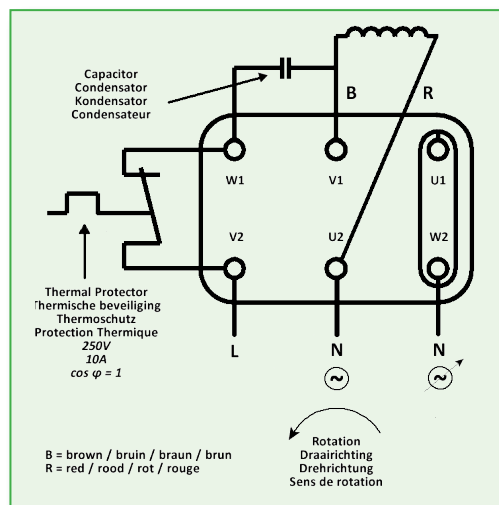 Capacitor
Condensator
Kondensator
Condensateur
B
R
W1
V1
U1
V2
U2
W2
Thermal Protector
Thermische beveiliging
Thermoschutz
Protection Thermique
250V
10A
cos φ = 1
L
N
N
~
~
Rotation
Draairichting
Drehrichtung
Sens de rotation
B = brown / bruin / braun / brun
R = red / rood / rot / rouge